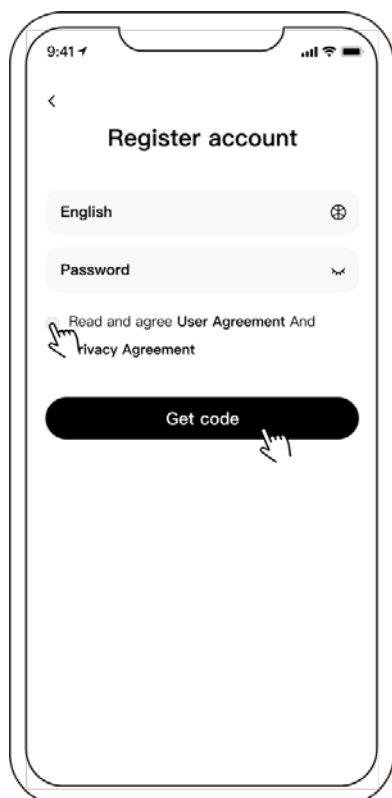 9:41
Register account
English
Password
Read and agree User Agreement And
rivacy Agreement
Get code